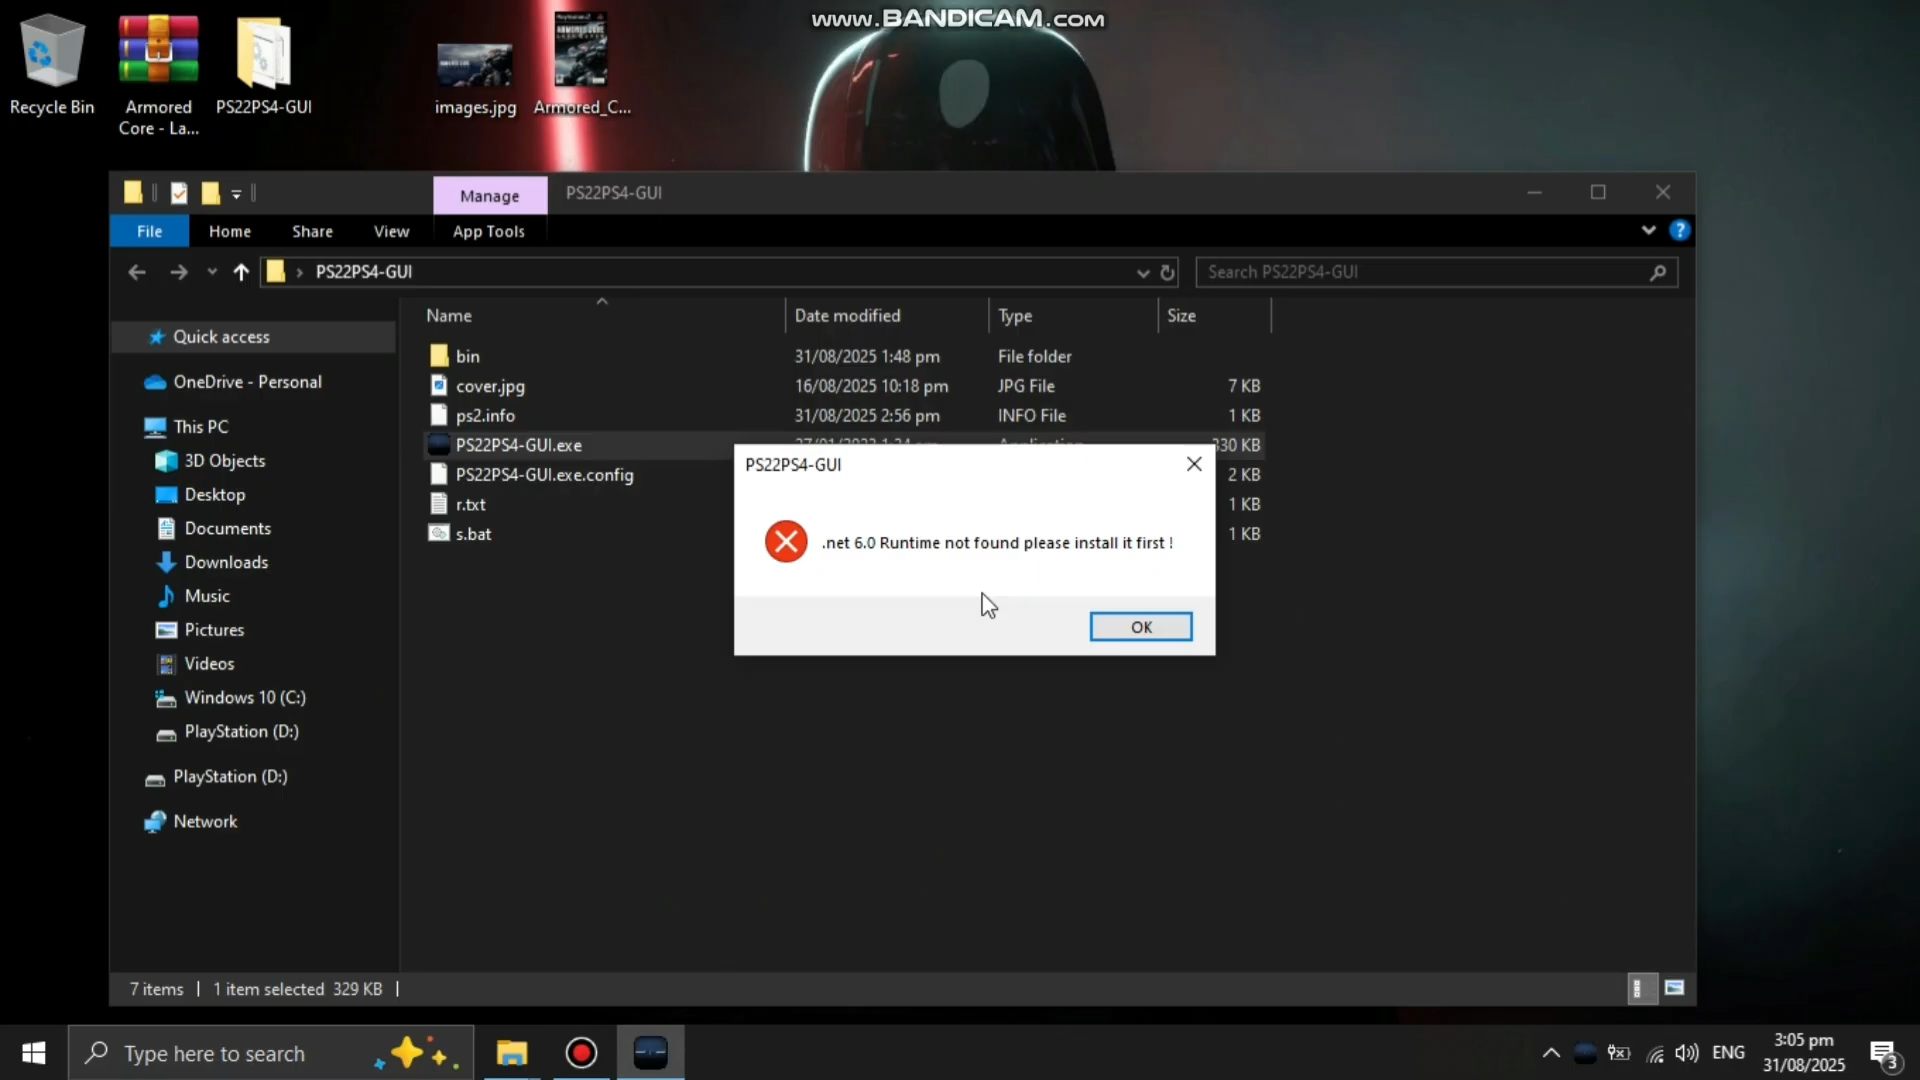 www.BANDICAM.com
Recycle Bin
Armored
Core - La...
PS22PS4-GUI
images.jpg
Armored_C...
Manage
PS22PS4-GUI
File
Home
Share
View
App Tools
PS22PS4-GUI
Search PS22PS4-GUI
Name
Date modified
Type
Size
Quick access
OneDrive - Personal
This PC
3D Objects
Desktop
Documents
Downloads
Music
Pictures
Videos
Windows 10 (C:)
PlayStation (D:)
PlayStation (D:)
Network
bin 31/08/2025 1:48 pm File folder
cover.jpg 16/08/2025 10:18 pm JPG File 7 KB
ps2.info 31/08/2025 2:56 pm INFO File 1 KB
PS22PS4-GUI.exe Application 330 KB
PS22PS4-GUI.exe.config 2 KB
r.txt 1 KB
s.bat 1 KB
PS22PS4-GUI
.net 6.0 Runtime not found please install it first !
OK
7 items
1 item selected 329 KB
Type here to search
ENG
3:05 pm
31/08/2025
3